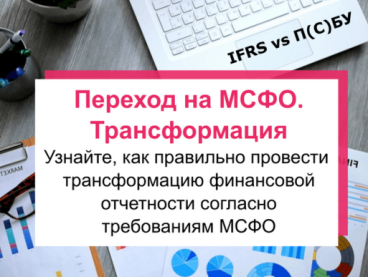 IFRS vs П(С)БУ
Переход на МСФО.
Трансформация
Узнайте, как правильно провести
трансформацию финансовой
отчетности согласно
требованиям МСФО